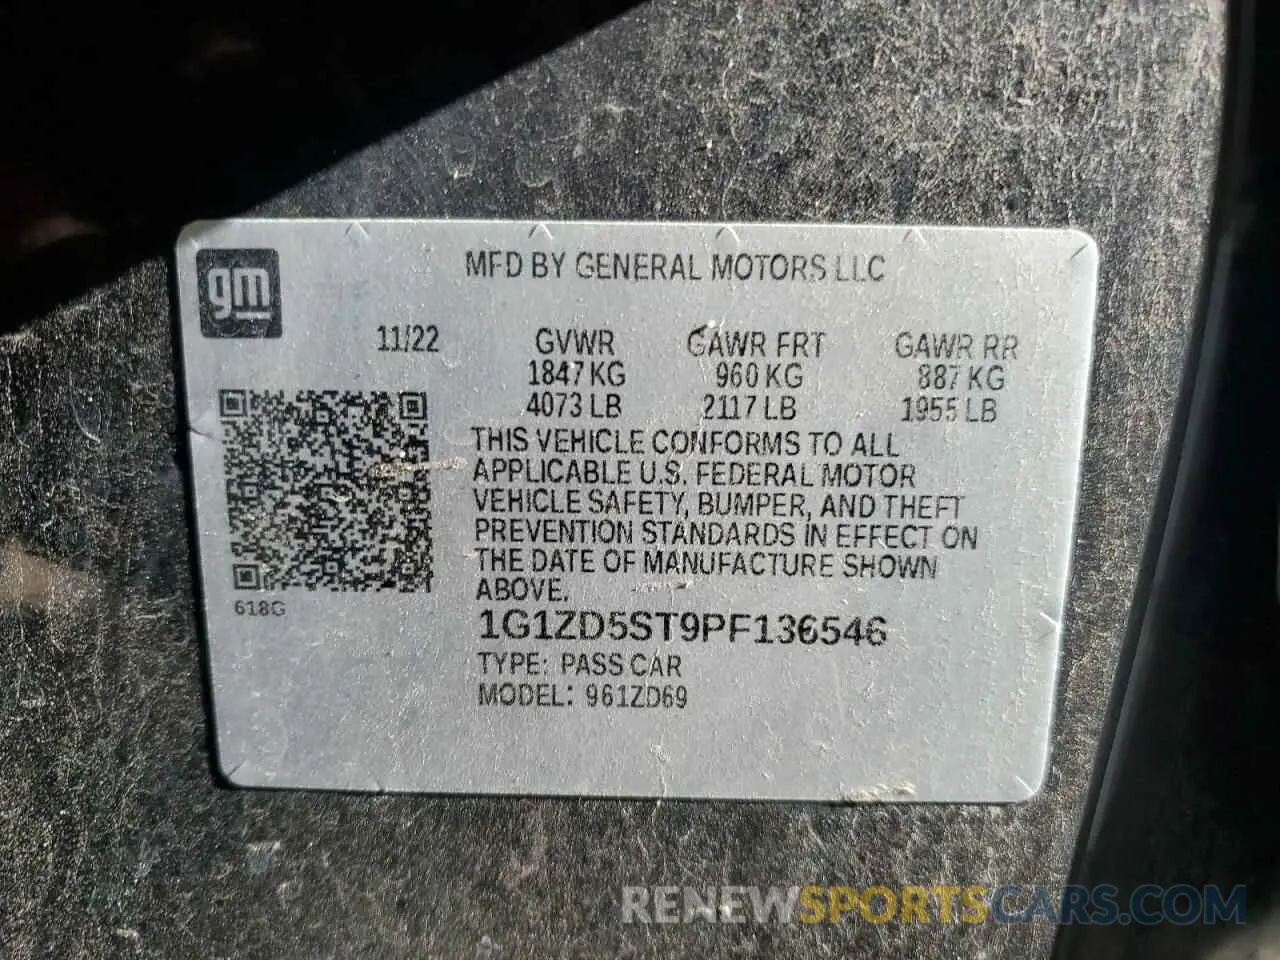 MFD BY GENERAL MOTORS LLC
gm
11/22 GVWR GAWR FRT GAWR RR
1847 KG 960 KG 887 KG
4073 LB 2117 LB 1955 LB
THIS VEHICLE CONFORMS TO ALL
APPLICABLE U.S. FEDERAL MOTOR
VEHICLE SAFETY, BUMPER, AND THEFT
PREVENTION STANDARDS IN EFFECT ON
THE DATE OF MANUFACTURE SHOWN
ABOVE.
618G
1G1ZD5ST9PF136546
TYPE: PASS CAR
MODEL: 961ZD69
RENEWSPORTSCARS.COM